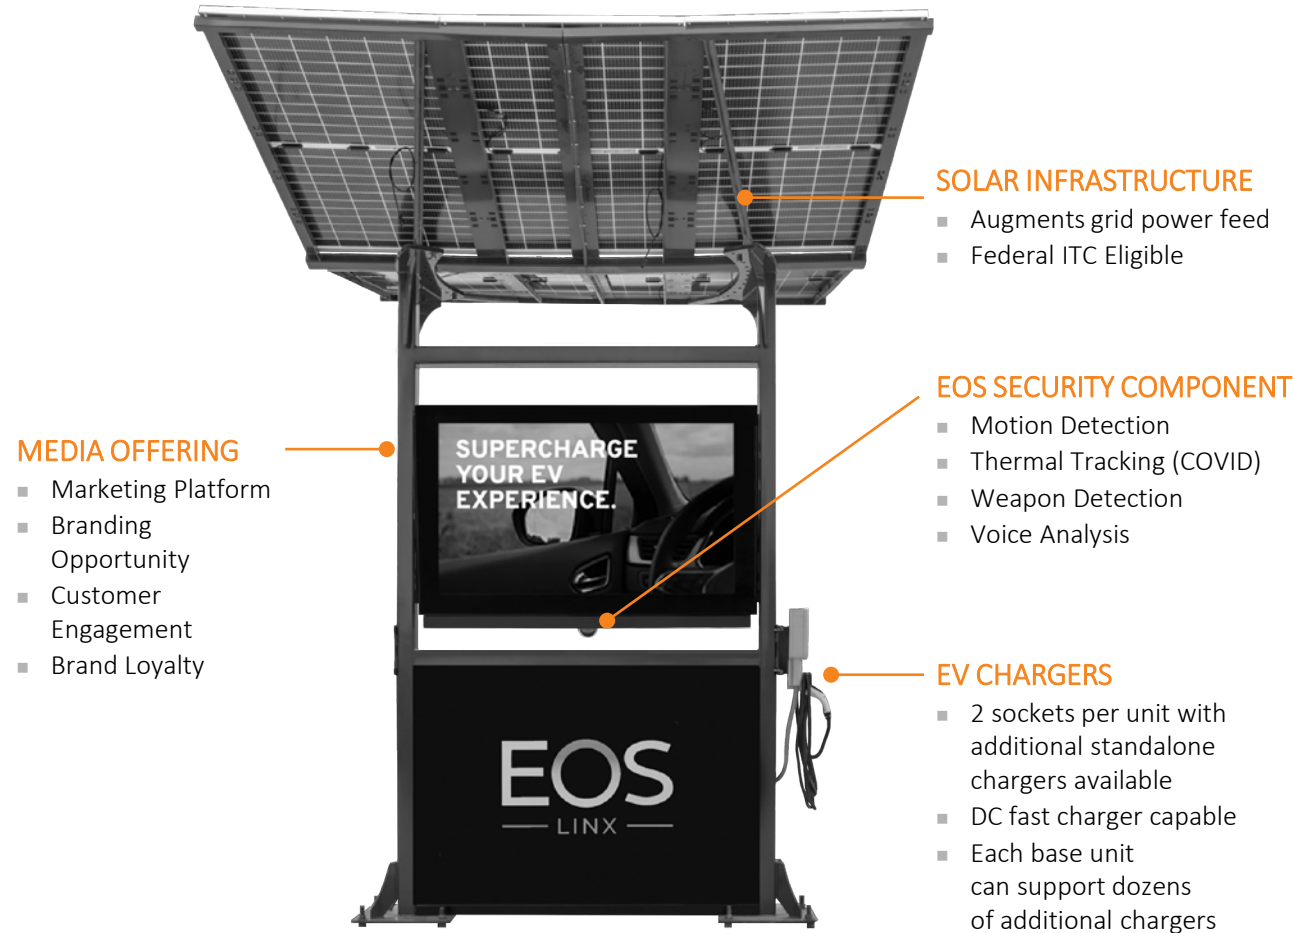 SOLAR INFRASTRUCTURE
Augments grid power feed
Federal ITC Eligible
EOS SECURITY COMPONENT
Motion Detection
Thermal Tracking (COVID)
Weapon Detection
Voice Analysis
MEDIA OFFERING
Marketing Platform
Branding
Opportunity
Customer
Engagement
Brand Loyalty
SUPERCHARGE
YOUR EV
EXPERIENCE.
EV CHARGERS
2 sockets per unit with
additional standalone
chargers available
DC fast charger capable
Each base unit
can support dozens
of additional chargers
EOS
LINX